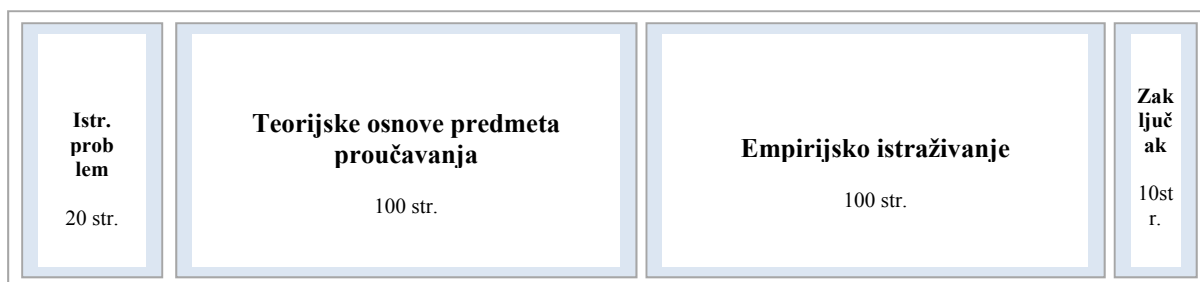 Istr.
prob
lem
20 str.
Teorijske osnove predmeta
proučavanja
100 str.
Empirijsko istraživanje
100 str.
Zak
ljuč
ak
10st
r.